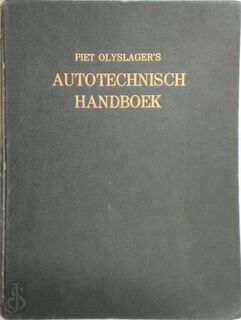 PIET OLYSLAGER'S
AUTOTECHNISCH
HANDBOEK